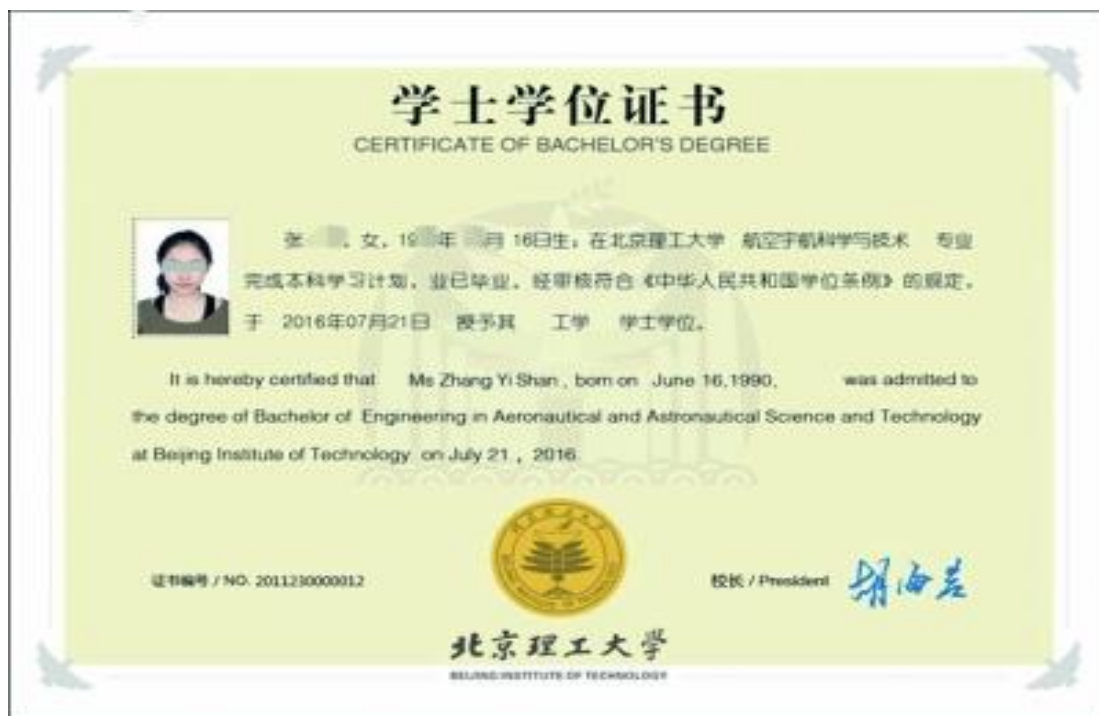 学士学位证书
CERTIFICATE OF BACHELOR'S DEGREE
张 、女，19 年 月 16日生。在北京理工大学 航空宇航科学与技术 专业
完成本科学习计划，业已毕业，经审核符合《中华人民共和国学位条例》的规定，
于 2016年07月21日 授予其 工学 学士学位。
It is hereby certified that Ms Zhang Yi Shan , born on June 16,1990, was admitted to
the degree of Bachelor of Engineering in Aeronautical and Astronautical Science and Technology
at Beijing Institute of Technology on July 21 , 2016
证书编号 / NO. 2011230000012
校长 / President 胡海岩
北京理工大学
BEIJING INSTITUTE OF TECHNOLOGY